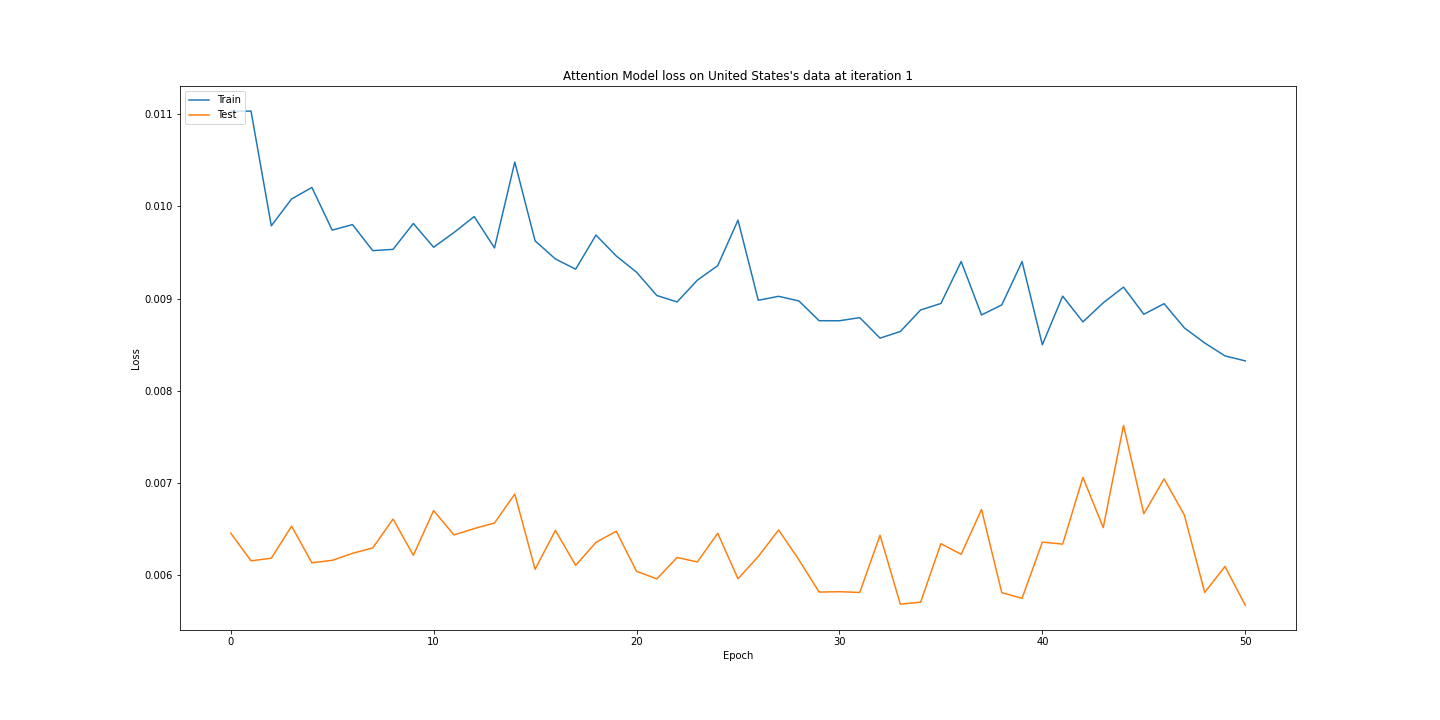 Attention Model loss on United States's data at iteration 1
Train
Test
0.011
0.010
0.009
0.008
0.007
0.006
Loss
0 10 20 30 40 50
Epoch